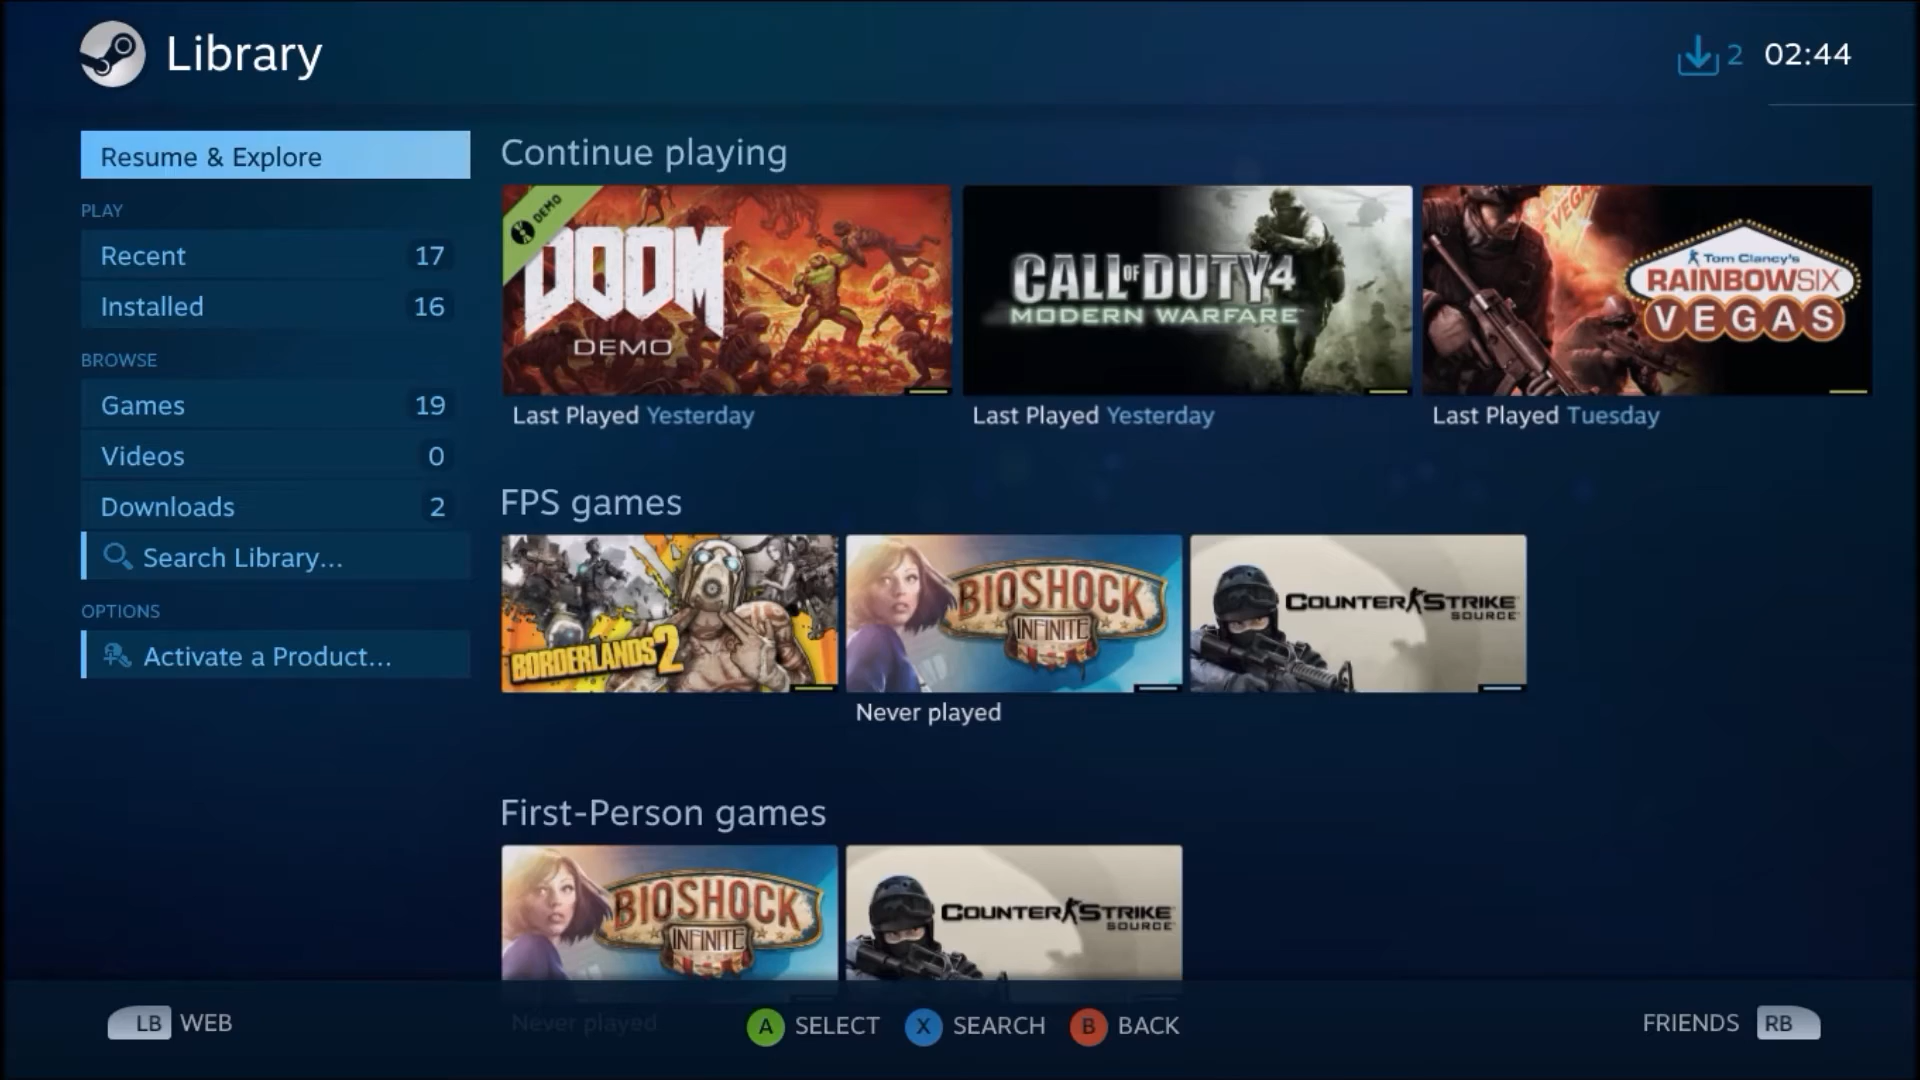 Library
2 02:44
Resume & Explore
PLAY
Recent 17
Installed 16
BROWSE
Games 19
Videos 0
Downloads 2
Search Library...
OPTIONS
Activate a Product...
Continue playing
DEMO
DOOM
DEMO
CALL OF DUTY 4
MODERN WARFARE
VEGAS
Tom Clancy's
RAINBOWSIX
VEGAS
Last Played Yesterday
Last Played Yesterday
Last Played Tuesday
FPS games
BORDERLANDS 2
BIOSHOCK
INFINITE
COUNTER STRIKE
SOURCE
Never played
First-Person games
BIOSHOCK
INFINITE
COUNTER STRIKE
SOURCE
Never played
LB WEB
A SELECT
X SEARCH
B BACK
FRIENDS RB